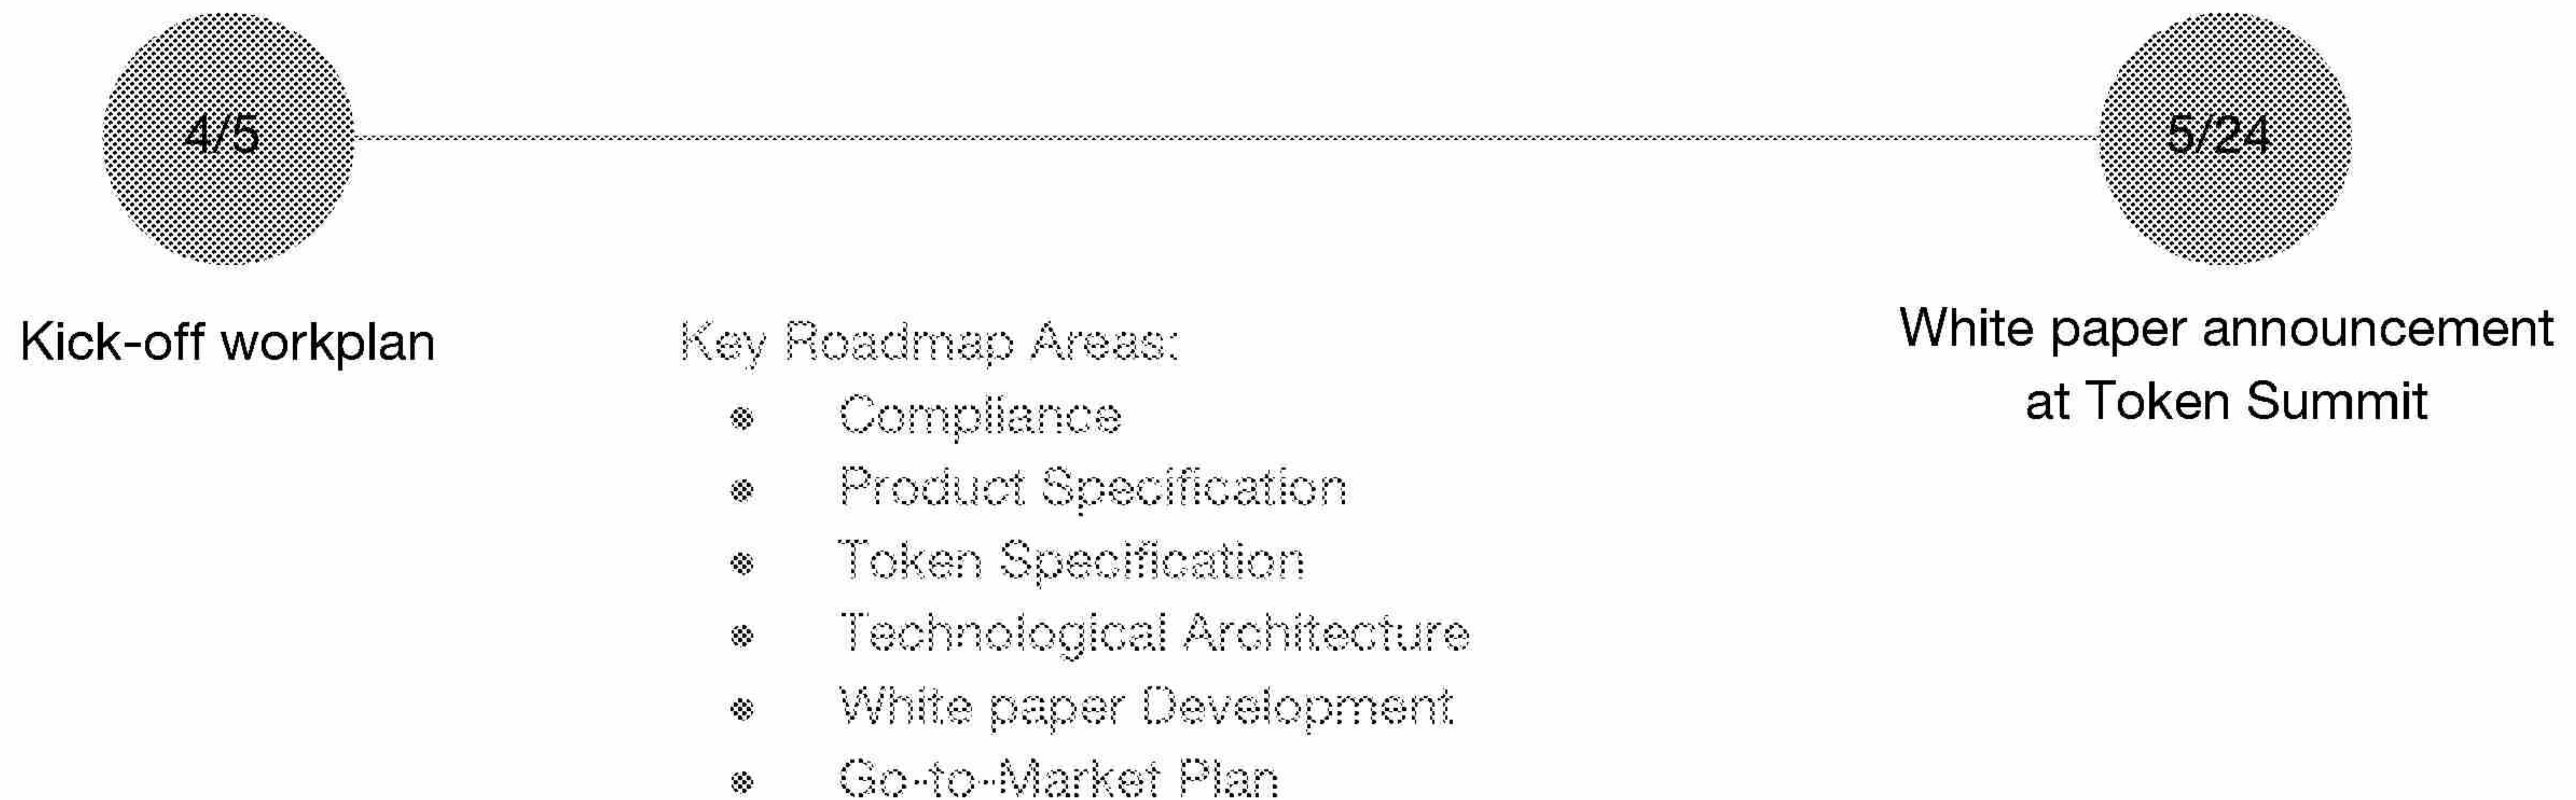 4/5
5/24
Kick-off workplan
Key Roadmap Areas:
• Compliance
• Product Specification
• Token Specification
• Technological Architecture
• White paper Development
• Go-to-Market Plan
White paper announcement
at Token Summit